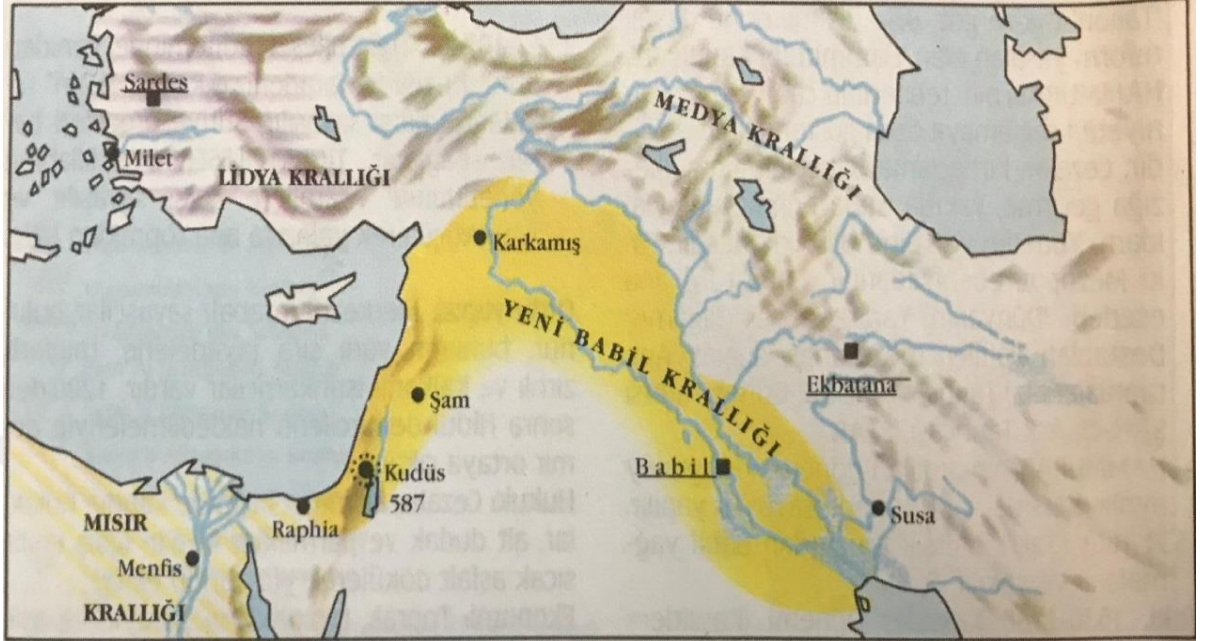 Sardes
Milet
LİDYA KRALLIĞI
MEDYA KRALLIĞI
Karkamış
YENİ BABİL KRALLIĞI
Ekbatana
Şam
Babil
Kudüs
587
Susa
Raphia
MISIR
Menfis
KRALLIĞI